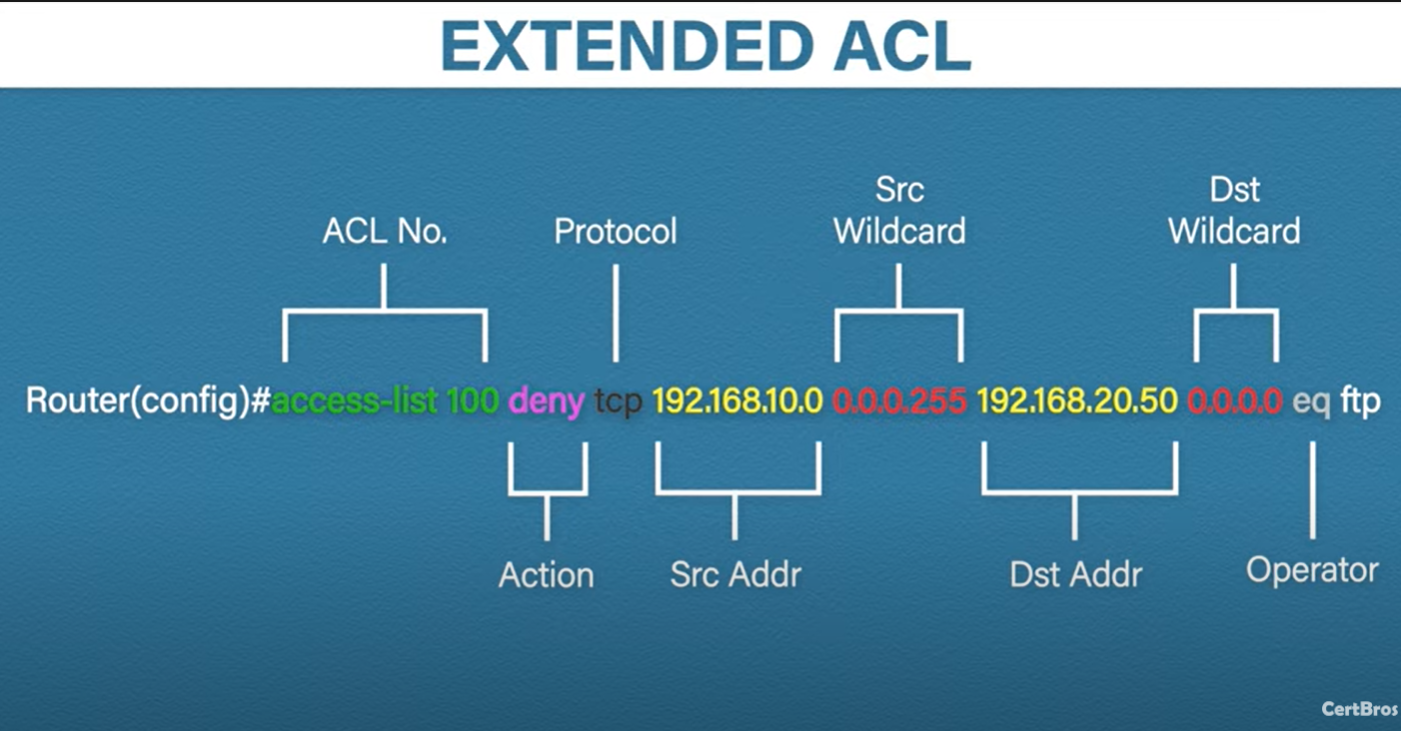 EXTENDED ACL
Src Wildcard
Dst Wildcard
ACL No.
Protocol
Router(config)#access-list 100 deny tcp 192.168.10.0 0.0.0.255 192.168.20.50 0.0.0.0 eq ftp
Action
Src Addr
Dst Addr
Operator
CertBros